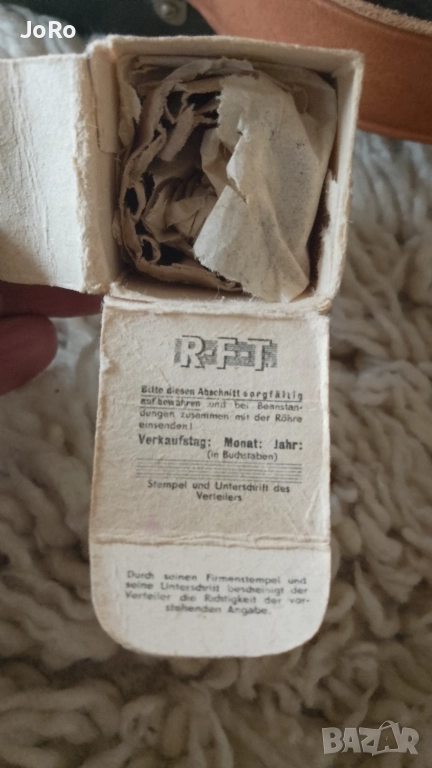 JoRo
R-F-T
Bitte diesen Abschnitt sorgfältig
aufbewahren und bei Beanstan-
dungen zusammen mit der Röhre
einsenden!
Verkaufstag: Monat: Jahr:
(in Buchstaben)
Stempel und Unterschrift des
Verteilers
Durch seinen Firmenstempel und
seine Unterschrift bescheinigt der
Verteiler die Richtigkeit der vor-
stehenden Angabe.
BAZAR